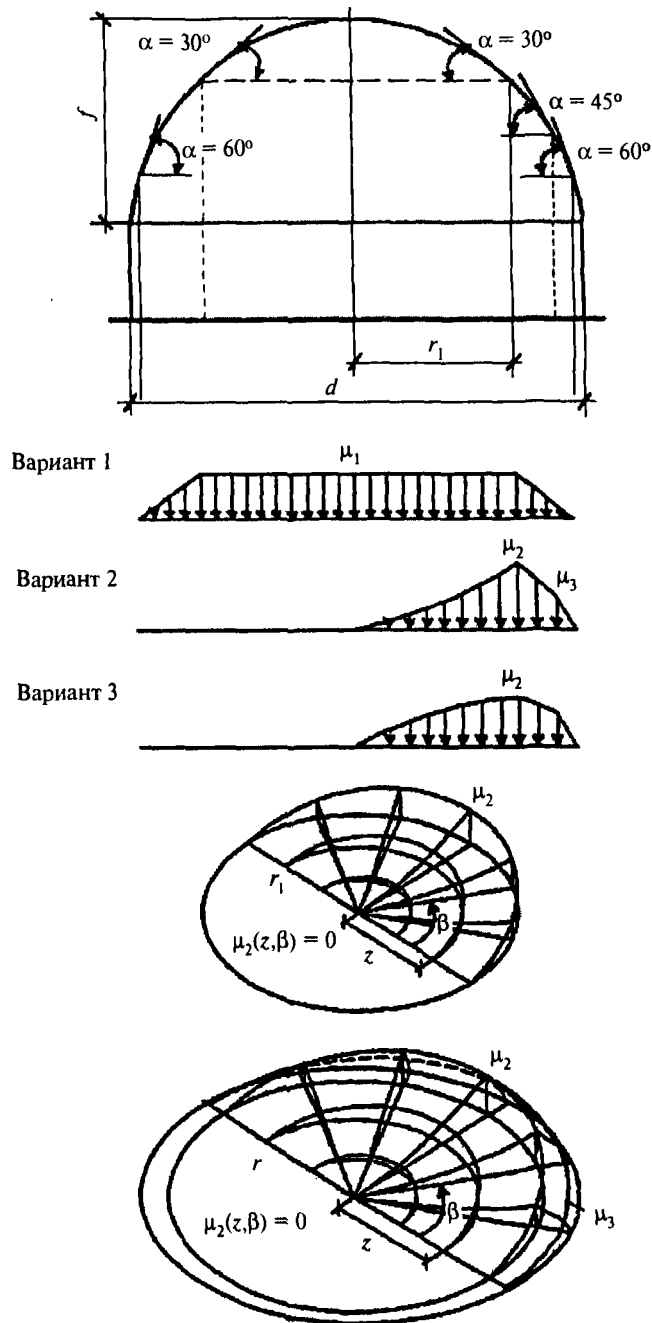 α = 30°
α = 30°
f
α = 45°
α = 60°
α = 60°
r₁
d
Вариант 1
μ₁
Вариант 2
μ₂
μ₃
Вариант 3
μ₂
μ₂
r₁
β
μ₂(z,β) = 0
z
μ₂
r
β
μ₂(z,β) = 0
z
μ₃